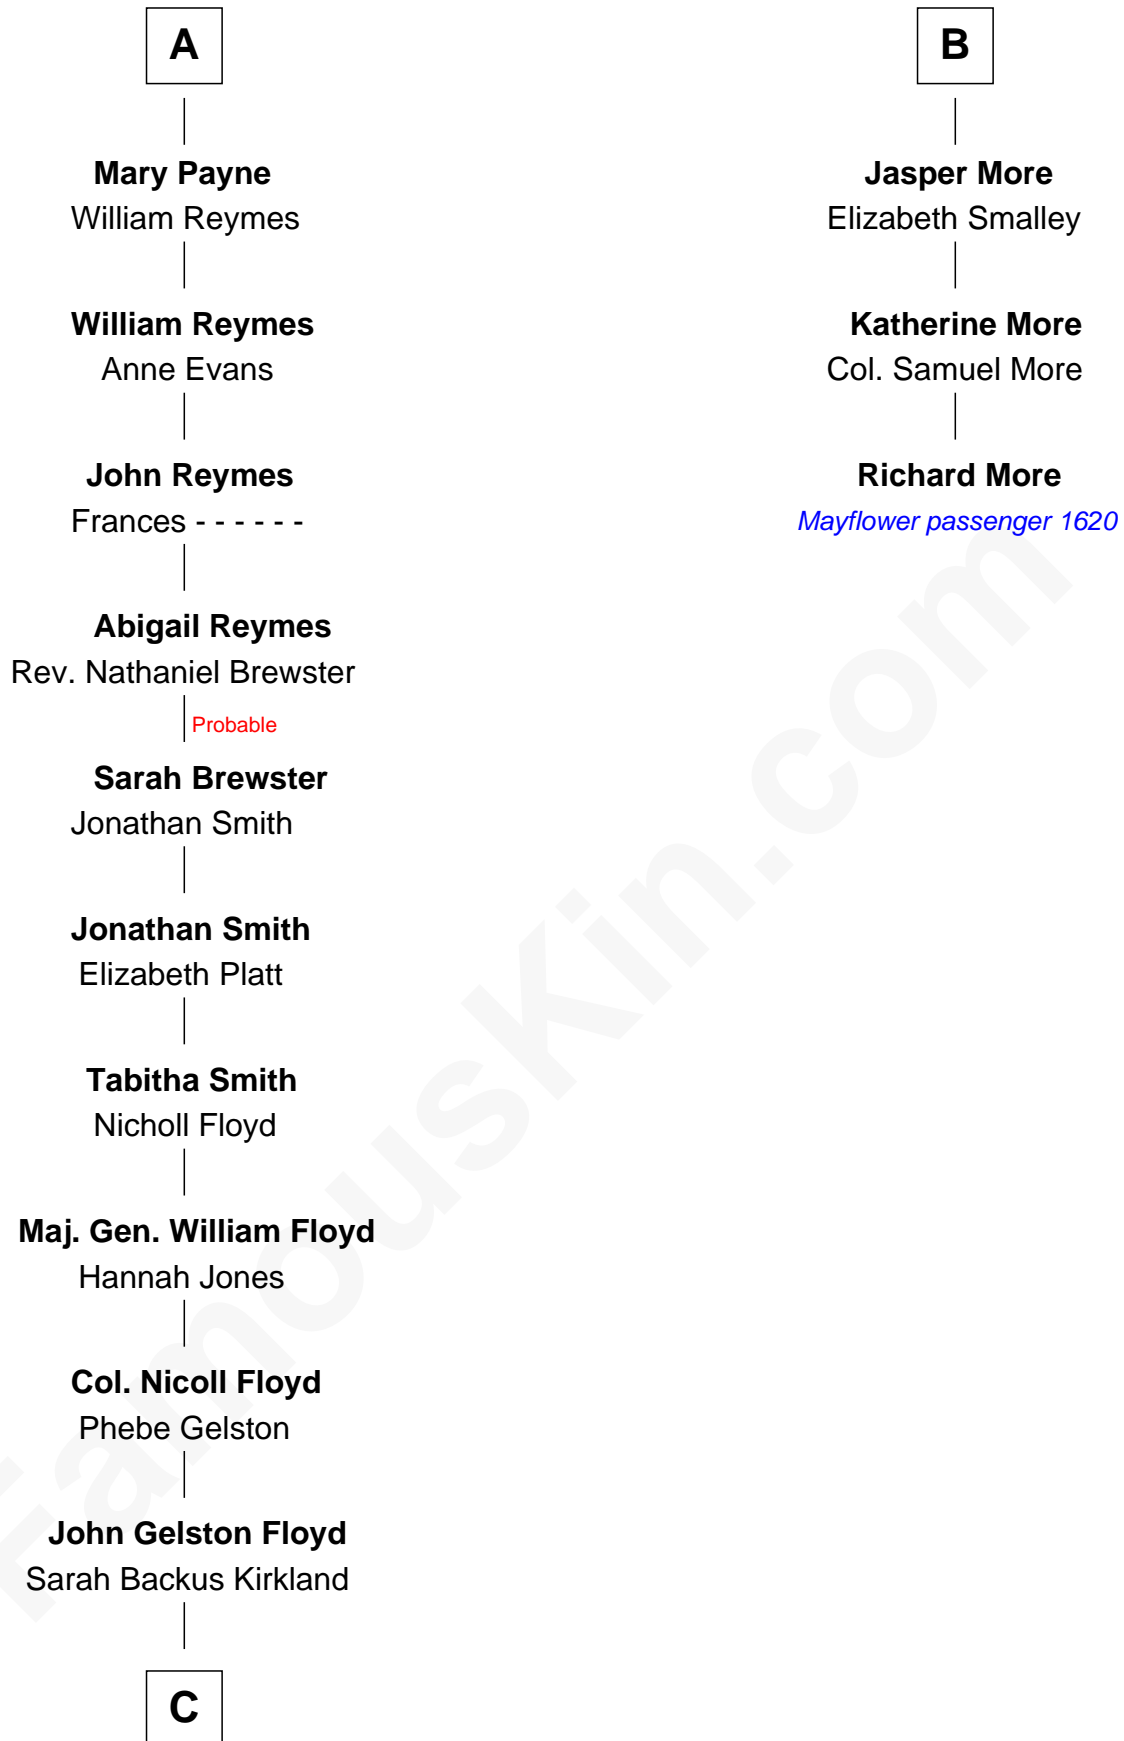 A
Mary Payne
William Reymes
William Reymes
Anne Evans
John Reymes
Frances - - - - - -
Abigail Reymes
Rev. Nathaniel Brewster
Probable
Sarah Brewster
Jonathan Smith
Jonathan Smith
Elizabeth Platt
Tabitha Smith
Nicholl Floyd
Maj. Gen. William Floyd
Hannah Jones
Col. Nicoll Floyd
Phebe Gelston
John Gelston Floyd
Sarah Backus Kirkland
C
B
Jasper More
Elizabeth Smalley
Katherine More
Col. Samuel More
Richard More
Mayflower passenger 1620
FamousKin.com